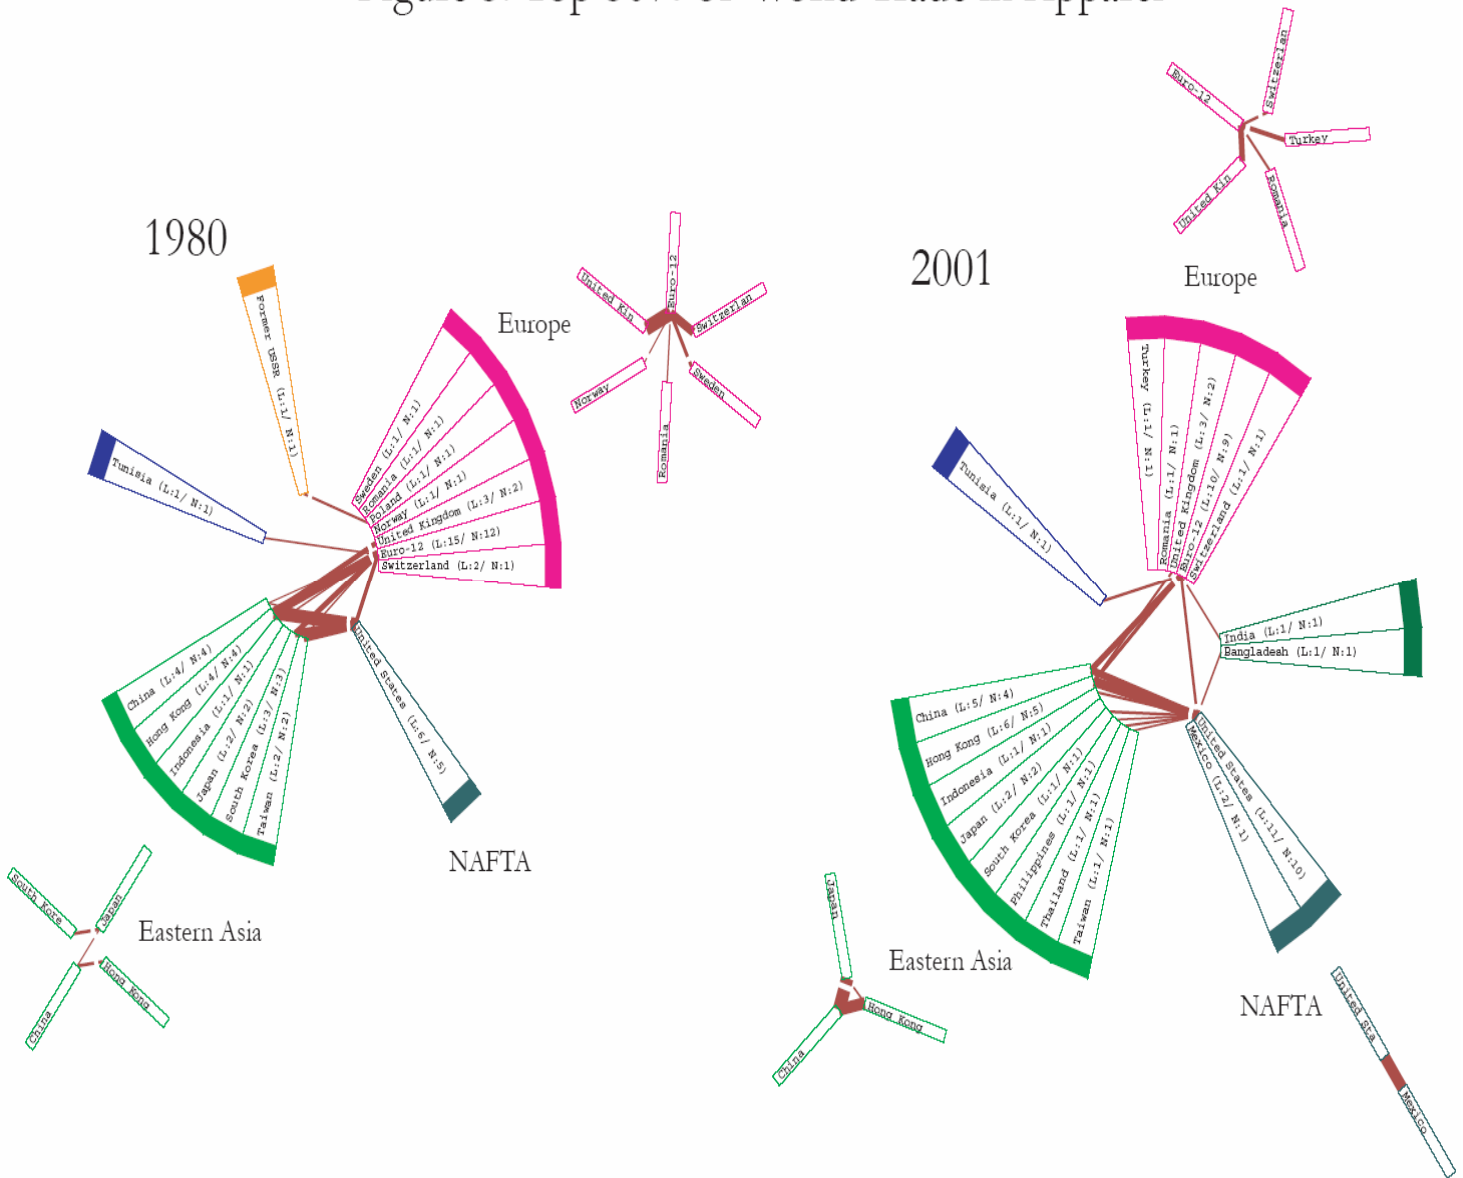 1980
Former USSR (L:1/ N:1)
Tunisia (L:1/ N:1)
Europe
Sweden (L:1/ N:1)
Romania (L:1/ N:1)
Poland (L:1/ N:1)
Norway (L:1/ N:1)
United Kingdom (L:3/ N:2)
Euro-12 (L:15/ N:12)
Switzerland (L:2/ N:1)
United Kin
Euro-12
Switzerlan
Norway
Romania
Sweden
China (L:4/ N:4)
Hong Kong (L:4/ N:4)
Indonesia (L:1/ N:1)
Japan (L:2/ N:2)
South Korea (L:3/ N:3)
Taiwan (L:2/ N:2)
United States (L:6/ N:5)
NAFTA
Eastern Asia
South Kore
Japan
China
Hong Kong
2001
Euro-12
Switzerlan
Turkey
United Kin
Romania
Europe
Turkey (L:1/ N:1)
Romania (L:1/ N:1)
United Kingdom (L:3/ N:2)
Euro-12 (L:10/ N:9)
Switzerland (L:1/ N:1)
Tunisia (L:1/ N:1)
India (L:1/ N:1)
Bangladesh (L:1/ N:1)
China (L:5/ N:4)
Hong Kong (L:6/ N:5)
Indonesia (L:1/ N:1)
Japan (L:2/ N:2)
South Korea (L:1/ N:1)
Philippines (L:1/ N:1)
Thailand (L:1/ N:1)
Taiwan (L:1/ N:1)
United States (L:11/ N:10)
Mexico (L:2/ N:1)
Eastern Asia
Japan
Hong Kong
China
NAFTA
United Sta
Mexico